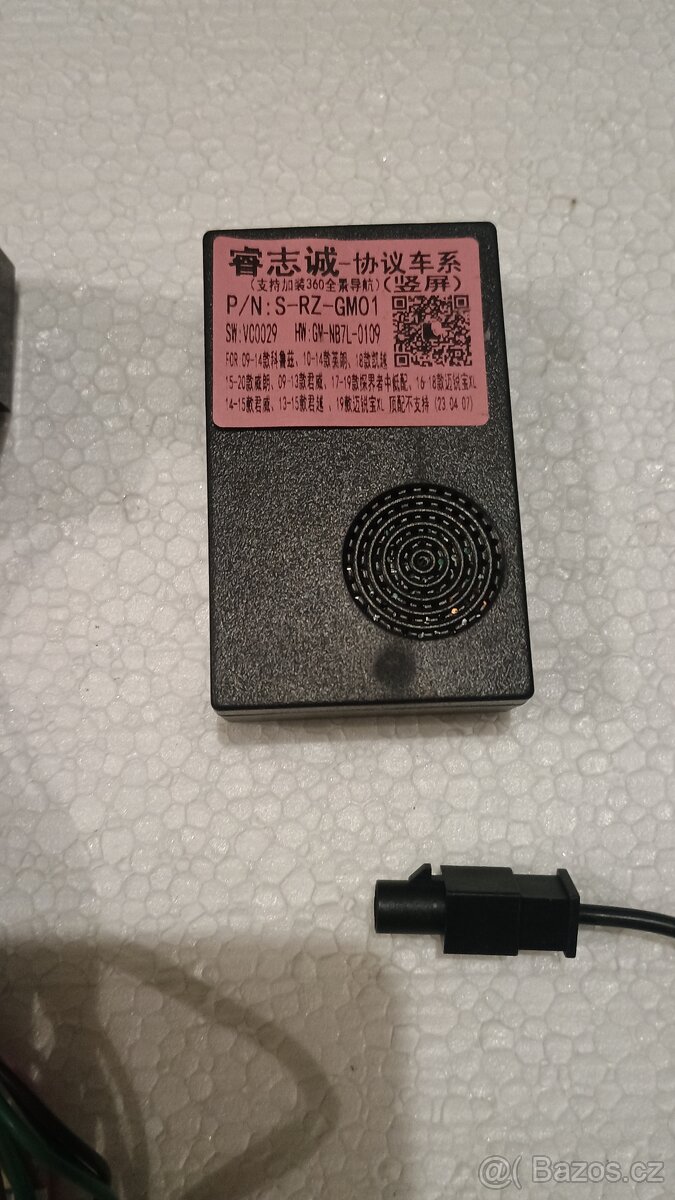 睿志诚-协议车系
(支持加装360全景导航)(竖屏)
P/N:S-RZ-GM01
SW:VC0029 HW:GW-NB7L-0109
FOR 09-14款科鲁兹、10-14款英朗、18款凯越
15-20款威朗、09-13款君威、17-19款探界者中低配、16-18款迈锐宝XL
14-15款君威、13-15款君越、19款迈锐宝XL 顶配不支持 (23 04 07)
@( Bazos.cz